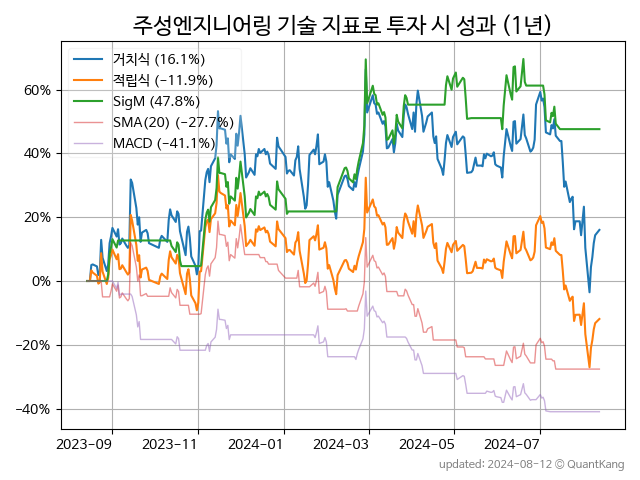 주성엔지니어링 기술 지표로 투자 시 성과 (1년)
거치식 (16.1%)
적립식 (−11.9%)
SigM (47.8%)
SMA(20) (−27.7%)
MACD (−41.1%)
60%
40%
20%
0%
−20%
−40%
2023-09 2023-11 2024-01 2024-03 2024-05 2024-07
updated: 2024-08-12 © QuantKang